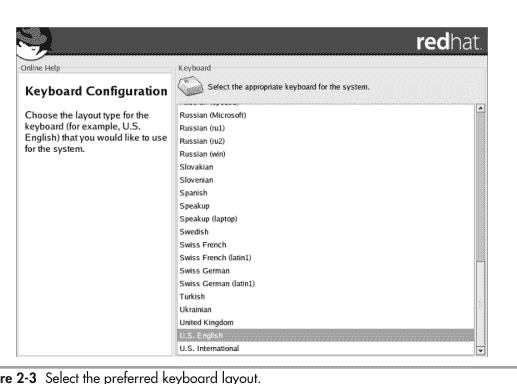 redhat.
Online Help
Keyboard Configuration
Choose the layout type for the
keyboard (for example, U.S.
English) that you would like to use
for the system.
Keyboard
Select the appropriate keyboard for the system.
Russian (Microsoft)
Russian (ru1)
Russian (ru2)
Russian (win)
Slovakian
Slovenian
Spanish
Speakup
Speakup (laptop)
Swedish
Swiss French
Swiss French (latin1)
Swiss German
Swiss German (latin1)
Turkish
Ukrainian
United Kingdom
U.S. English
U.S. International
re 2-3 Select the preferred keyboard layout.